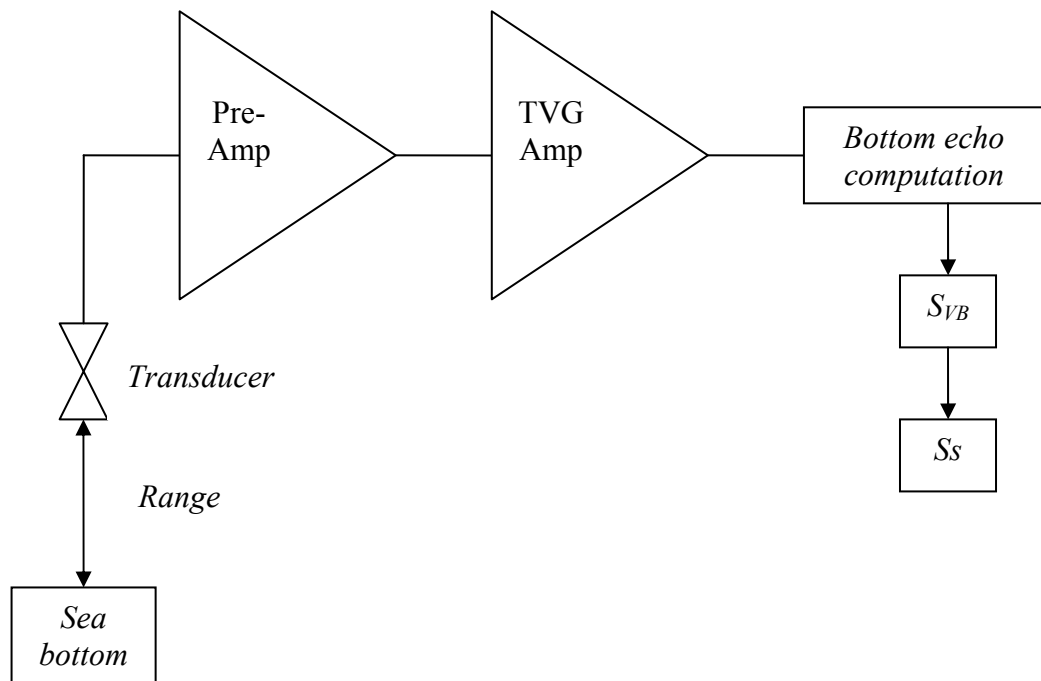 Pre-
Amp
TVG
Amp
Bottom echo
computation
S_VB
Transducer
Ss
Range
Sea
bottom